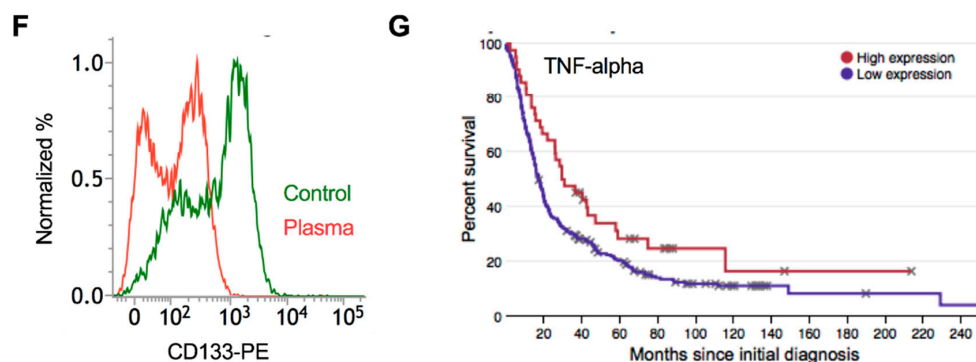 F
1.0
0.5
0.0
Normalized %
Control
Plasma
0 10² 10³ 10⁴ 10⁵
CD133-PE
G
TNF-alpha
High expression
Low expression
100
80
60
40
20
0
Percent survival
20 40 60 80 100 120 140 160 180 200 220 240
Months since initial diagnosis